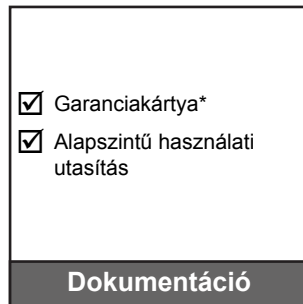 Garanciakártya*
Alapszintű használati
utasítás
Dokumentáció